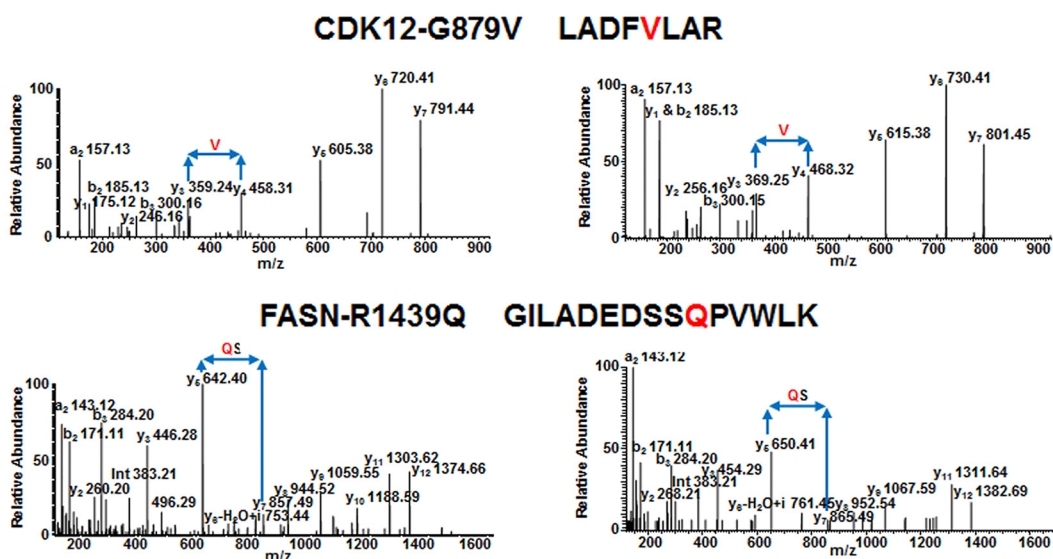 CDK12-G879V LADFVLAR
Relative Abundance
100
50
0
a2 157.13
b2 185.13
y1 175.12
y2 246.16
b3 300.16
y3 359.24
V
y4 458.31
y5 605.38
y6 720.41
y7 791.44
200 300 400 500 600 700 800 900
m/z
Relative Abundance
100
50
0
a2 157.13
y1 & b2 185.13
y2 256.16
b3 300.15
y3 369.25
V
y4 468.32
y5 615.38
y6 730.41
y7 801.45
200 300 400 500 600 700 800 900
m/z
FASN-R1439Q GILADEDSSQPVWLK
Relative Abundance
100
50
0
QS
y5 642.40
a2 143.12
b3 284.20
b2 171.11
y3 446.28
Int 383.21
y2 260.20
496.29
y7 857.49
y6-H2O+i 753.44
y8 944.52
y9 1059.55
y10 1188.59
y11 1303.62
y12 1374.66
200 400 600 800 1000 1200 1400 1600
m/z
Relative Abundance
100
50
0
a2 143.12
QS
y5 650.41
b2 171.11
b3 284.20
Int 383.21
y3 454.29
y2 268.21
y6-H2O+i 761.45
y7 865.49
y8 952.54
y9 1067.59
y11 1311.64
y12 1382.69
200 400 600 800 1000 1200 1400 1600
m/z